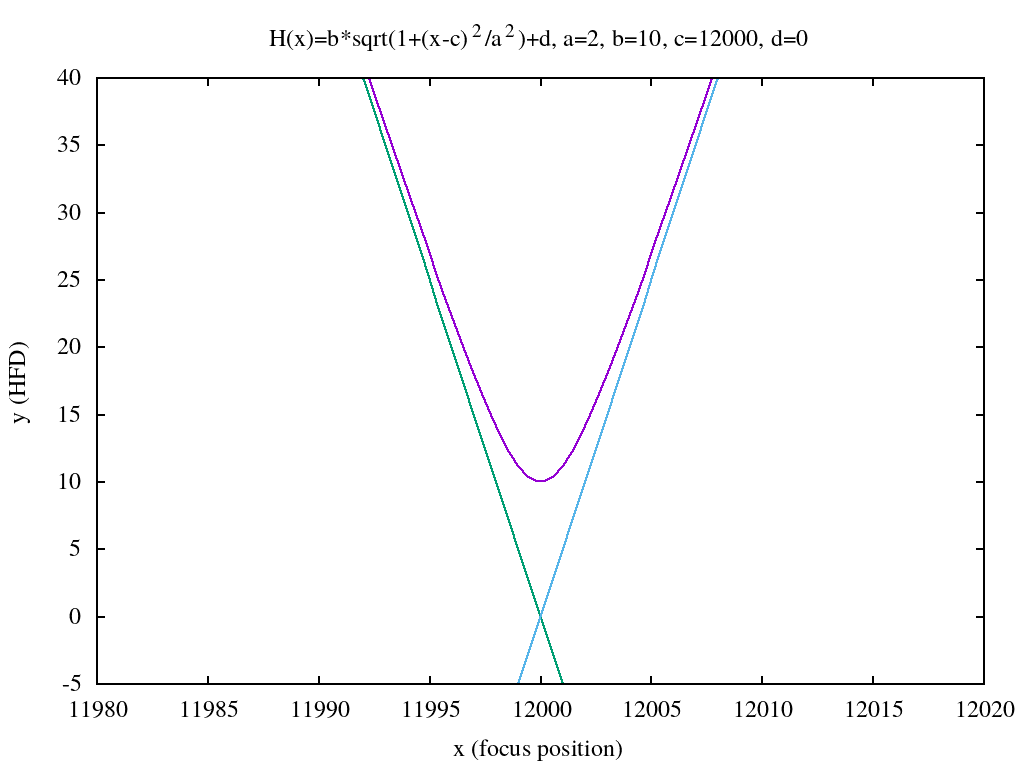 H(x)=b*sqrt(1+(x-c)²/a²)+d, a=2, b=10, c=12000, d=0
40
35
30
25
20
15
10
5
0
-5
y (HFD)
11980 11985 11990 11995 12000 12005 12010 12015 12020
x (focus position)